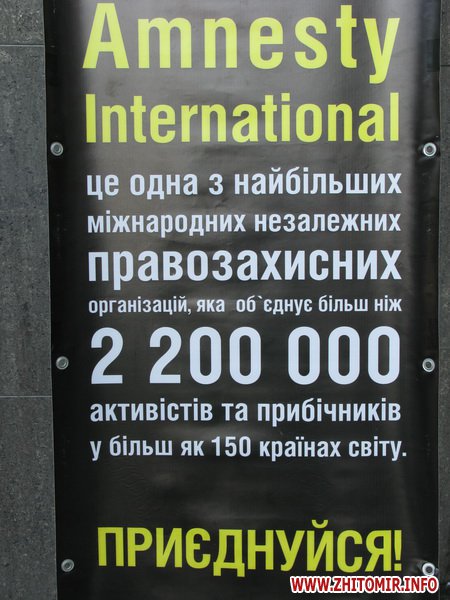 Amnesty
International
це одна з найбільших
міжнародних незалежних
правозахисних
організацій, яка об`єднує більш ніж
2 200 000
активістів та прибічників
у більш як 150 країнах світу.
ПРИЄДНУЙСЯ!
WWW.ZHITOMIR.INFO